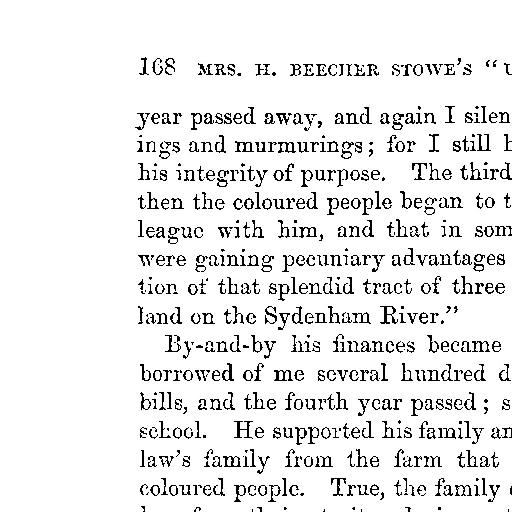 168 MRS. H. BEECHER STOWE'S "
year passed away, and again I silen
ings and murmurings; for I still
his integrity of purpose. The third
then the coloured people began to t
league with him, and that in som
were gaining pecuniary advantages
tion of that splendid tract of three
land on the Sydenham River."
By-and-by his finances became
borrowed of me several hundred d
bills, and the fourth year passed; s
school. He supported his family an
law's family from the farm that
coloured people. True, the family